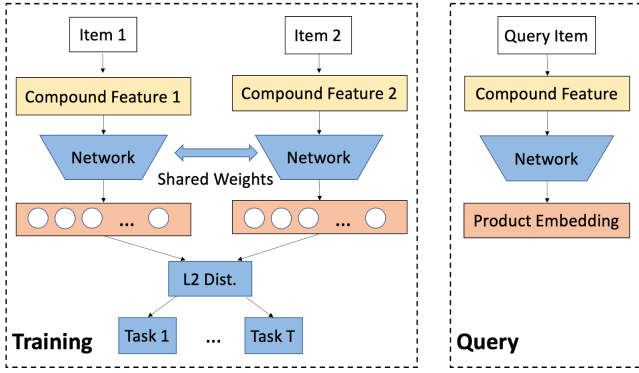 Item 1
Item 2
Query Item
Compound Feature 1
Compound Feature 2
Compound Feature
Network
Network
Network
Shared Weights
...
...
Product Embedding
L2 Dist.
Task 1
...
Task T
Training
Query